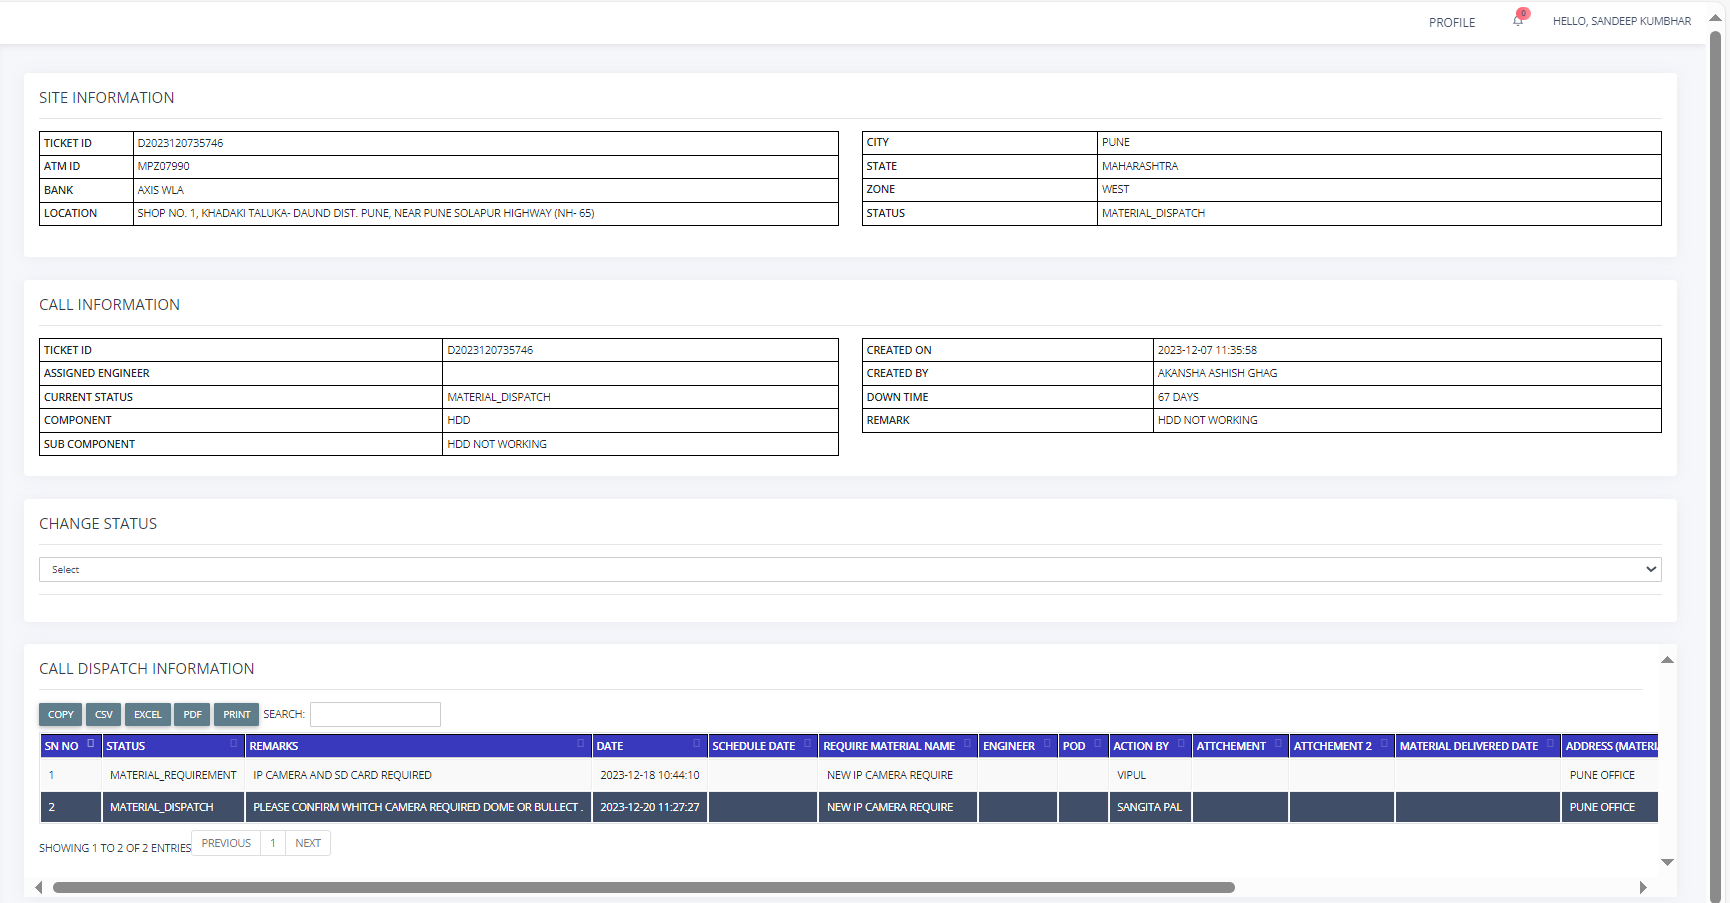 PROFILE 0 HELLO, SANDEEP KUMBHAR
SITE INFORMATION
TICKET ID D2023120735746
ATM ID MPZ07990
BANK AXIS WLA
LOCATION SHOP NO. 1, KHADAKI TALUKA- DAUND DIST. PUNE, NEAR PUNE SOLAPUR HIGHWAY (NH- 65)
CITY PUNE
STATE MAHARASHTRA
ZONE WEST
STATUS MATERIAL_DISPATCH
CALL INFORMATION
TICKET ID D2023120735746
ASSIGNED ENGINEER
CURRENT STATUS MATERIAL_DISPATCH
COMPONENT HDD
SUB COMPONENT HDD NOT WORKING
CREATED ON 2023-12-07 11:35:58
CREATED BY AKANSHA ASHISH GHAG
DOWN TIME 67 DAYS
REMARK HDD NOT WORKING
CHANGE STATUS
Select
CALL DISPATCH INFORMATION
COPY CSV EXCEL PDF PRINT SEARCH:
SN NO STATUS REMARKS DATE SCHEDULE DATE REQUIRE MATERIAL NAME ENGINEER POD ACTION BY ATTCHEMENT ATTCHEMENT 2 MATERIAL DELIVERED DATE ADDRESS (MATERI
1 MATERIAL_REQUIREMENT IP CAMERA AND SD CARD REQUIRED 2023-12-18 10:44:10 NEW IP CAMERA REQUIRE VIPUL PUNE OFFICE
2 MATERIAL_DISPATCH PLEASE CONFIRM WHITCH CAMERA REQUIRED DOME OR BULLECT . 2023-12-20 11:27:27 NEW IP CAMERA REQUIRE SANGITA PAL PUNE OFFICE
SHOWING 1 TO 2 OF 2 ENTRIES PREVIOUS 1 NEXT